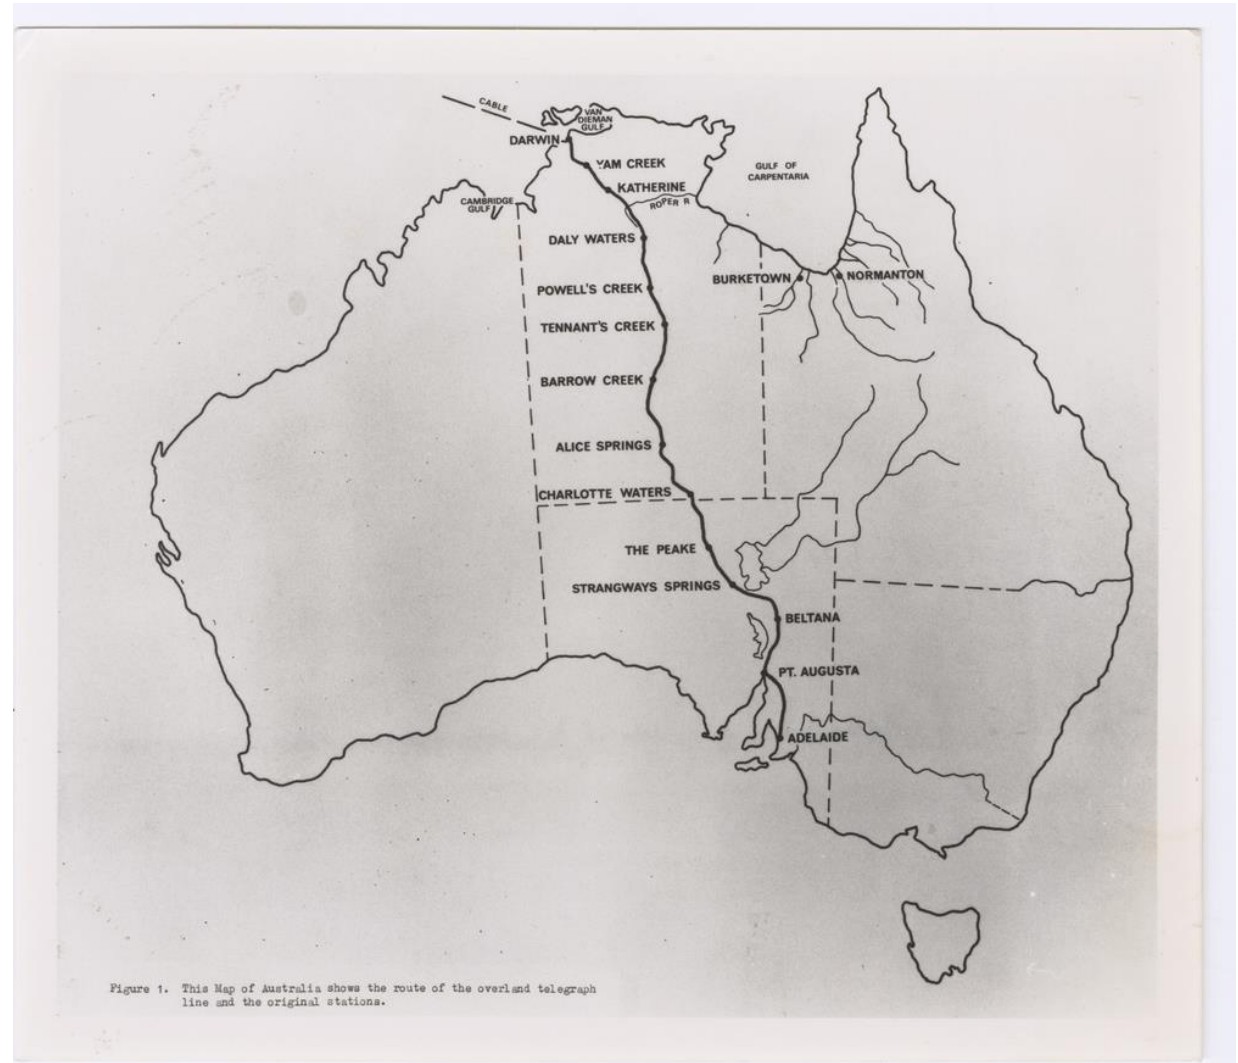 CABLE
VAN
DIEMAN
GULF
DARWIN
YAM CREEK
GULF OF
CARPENTARIA
KATHERINE
CAMBRIDGE
GULF
ROPER R
DALY WATERS
BURKETOWN
NORMANTON
POWELL'S CREEK
TENNANT'S CREEK
BARROW CREEK
ALICE SPRINGS
CHARLOTTE WATERS
THE PEAKE
STRANGWAYS SPRINGS
BELTANA
PT. AUGUSTA
ADELAIDE
Figure 1. This Map of Australia shows the route of the overland telegraph
line and the original stations.